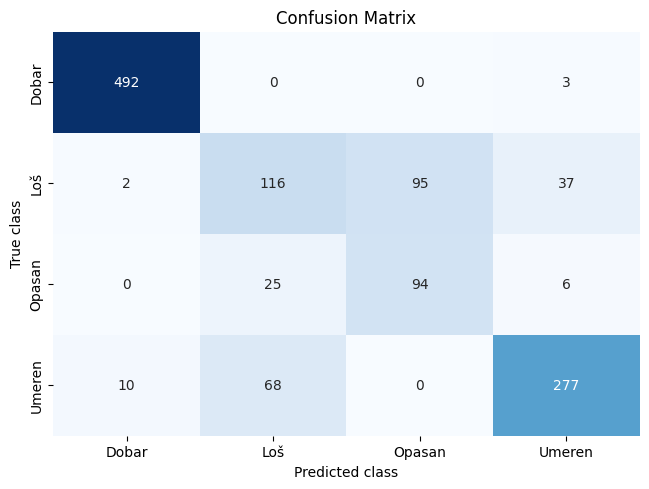 Confusion Matrix
True class
Dobar
492 0 0 3
Loš
2 116 95 37
Opasan
0 25 94 6
Umeren
10 68 0 277
Dobar Loš Opasan Umeren
Predicted class